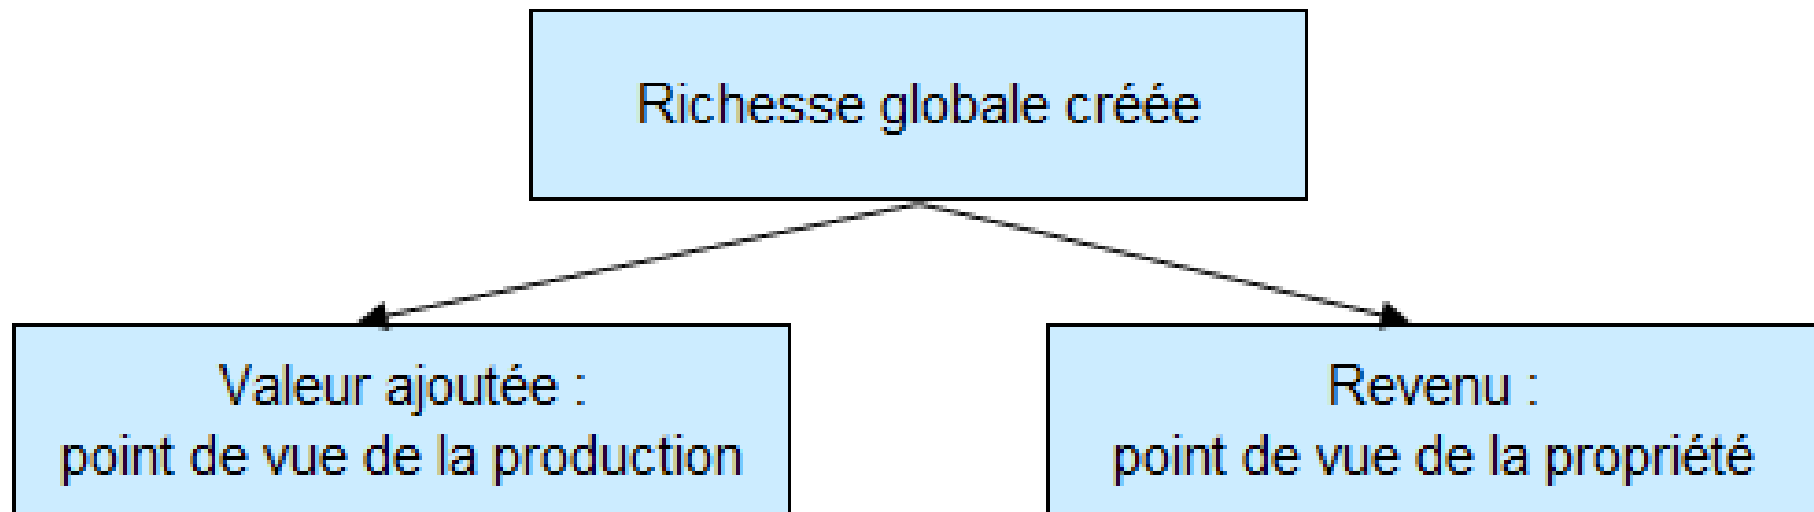 Richesse globale créée
Valeur ajoutée :
point de vue de la production
Revenu :
point de vue de la propriété